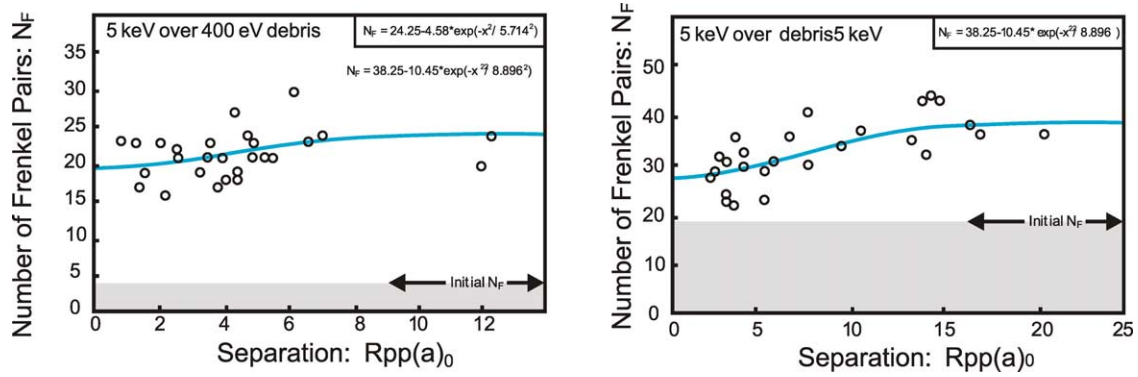 5 keV over 400 eV debris
N_F = 24.25-4.58*exp(-x²/ 5.714²)
N_F = 38.25-10.45*exp(-x²²/ 8.896²)
Number of Frenkel Pairs: N_F
35
30
25
20
15
10
5
0
Initial N_F
0 2 4 6 8 10 12
Separation: Rpp(a)₀
5 keV over debris5 keV
N_F = 38.25-10.45* exp(-x²²/ 8.896 )
Number of Frenkel Pairs: N_F
50
40
30
20
10
0
Initial N_F
0 5 10 15 20 25
Separation: Rpp(a)₀